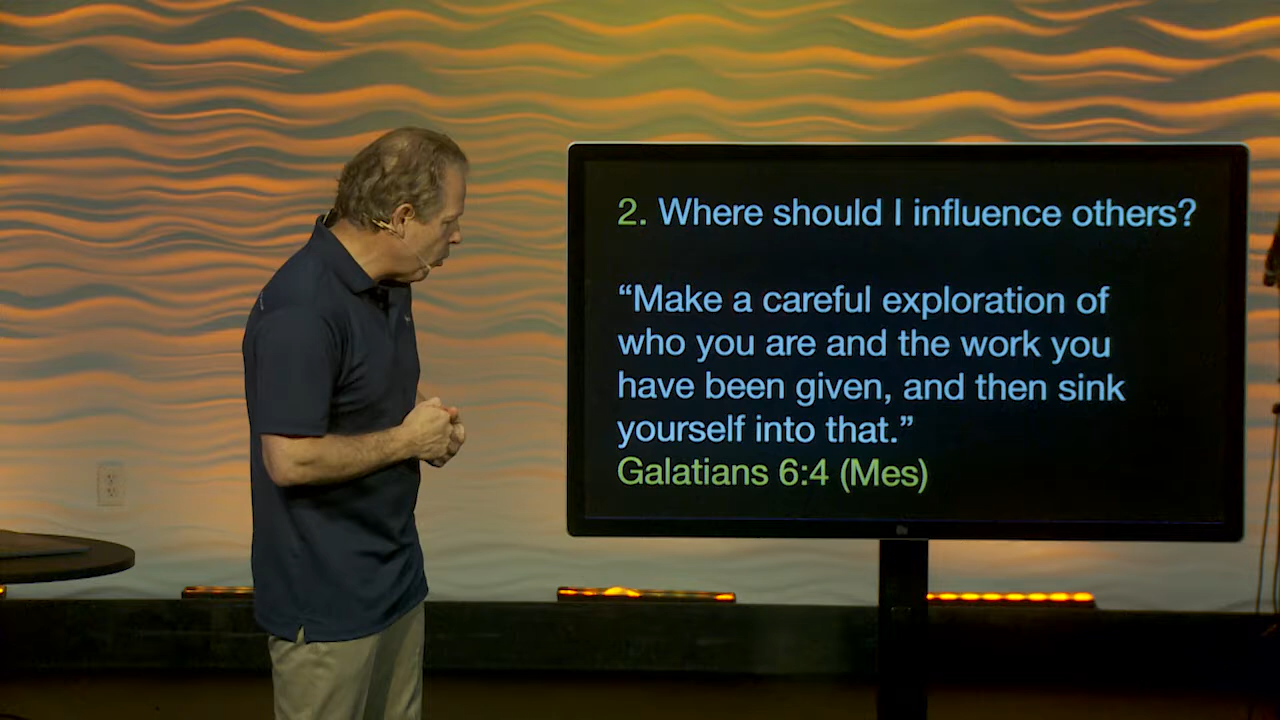 2. Where should I influence others?
“Make a careful exploration of
who you are and the work you
have been given, and then sink
yourself into that.”
Galatians 6:4 (Mes)